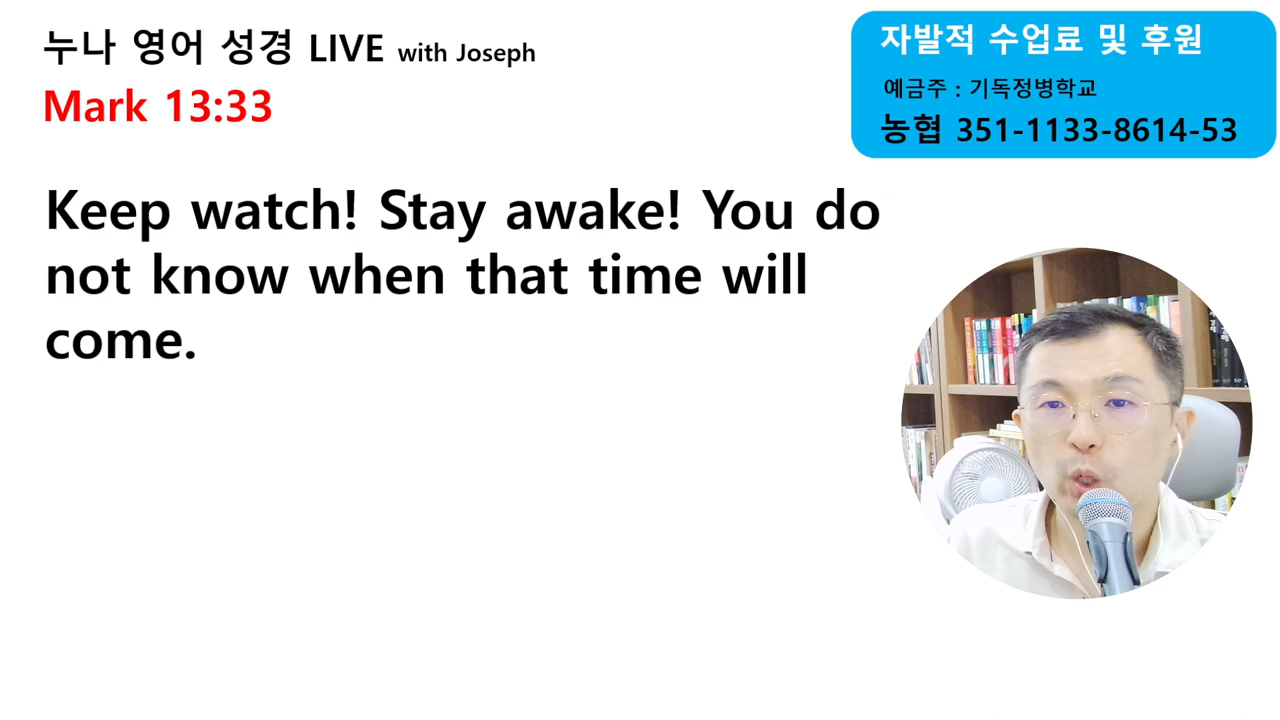 누나 영어 성경 LIVE with Joseph
Mark 13:33
자발적 수업료 및 후원
예금주 : 기독정병학교
농협 351-1133-8614-53
Keep watch! Stay awake! You do
not know when that time will
come.